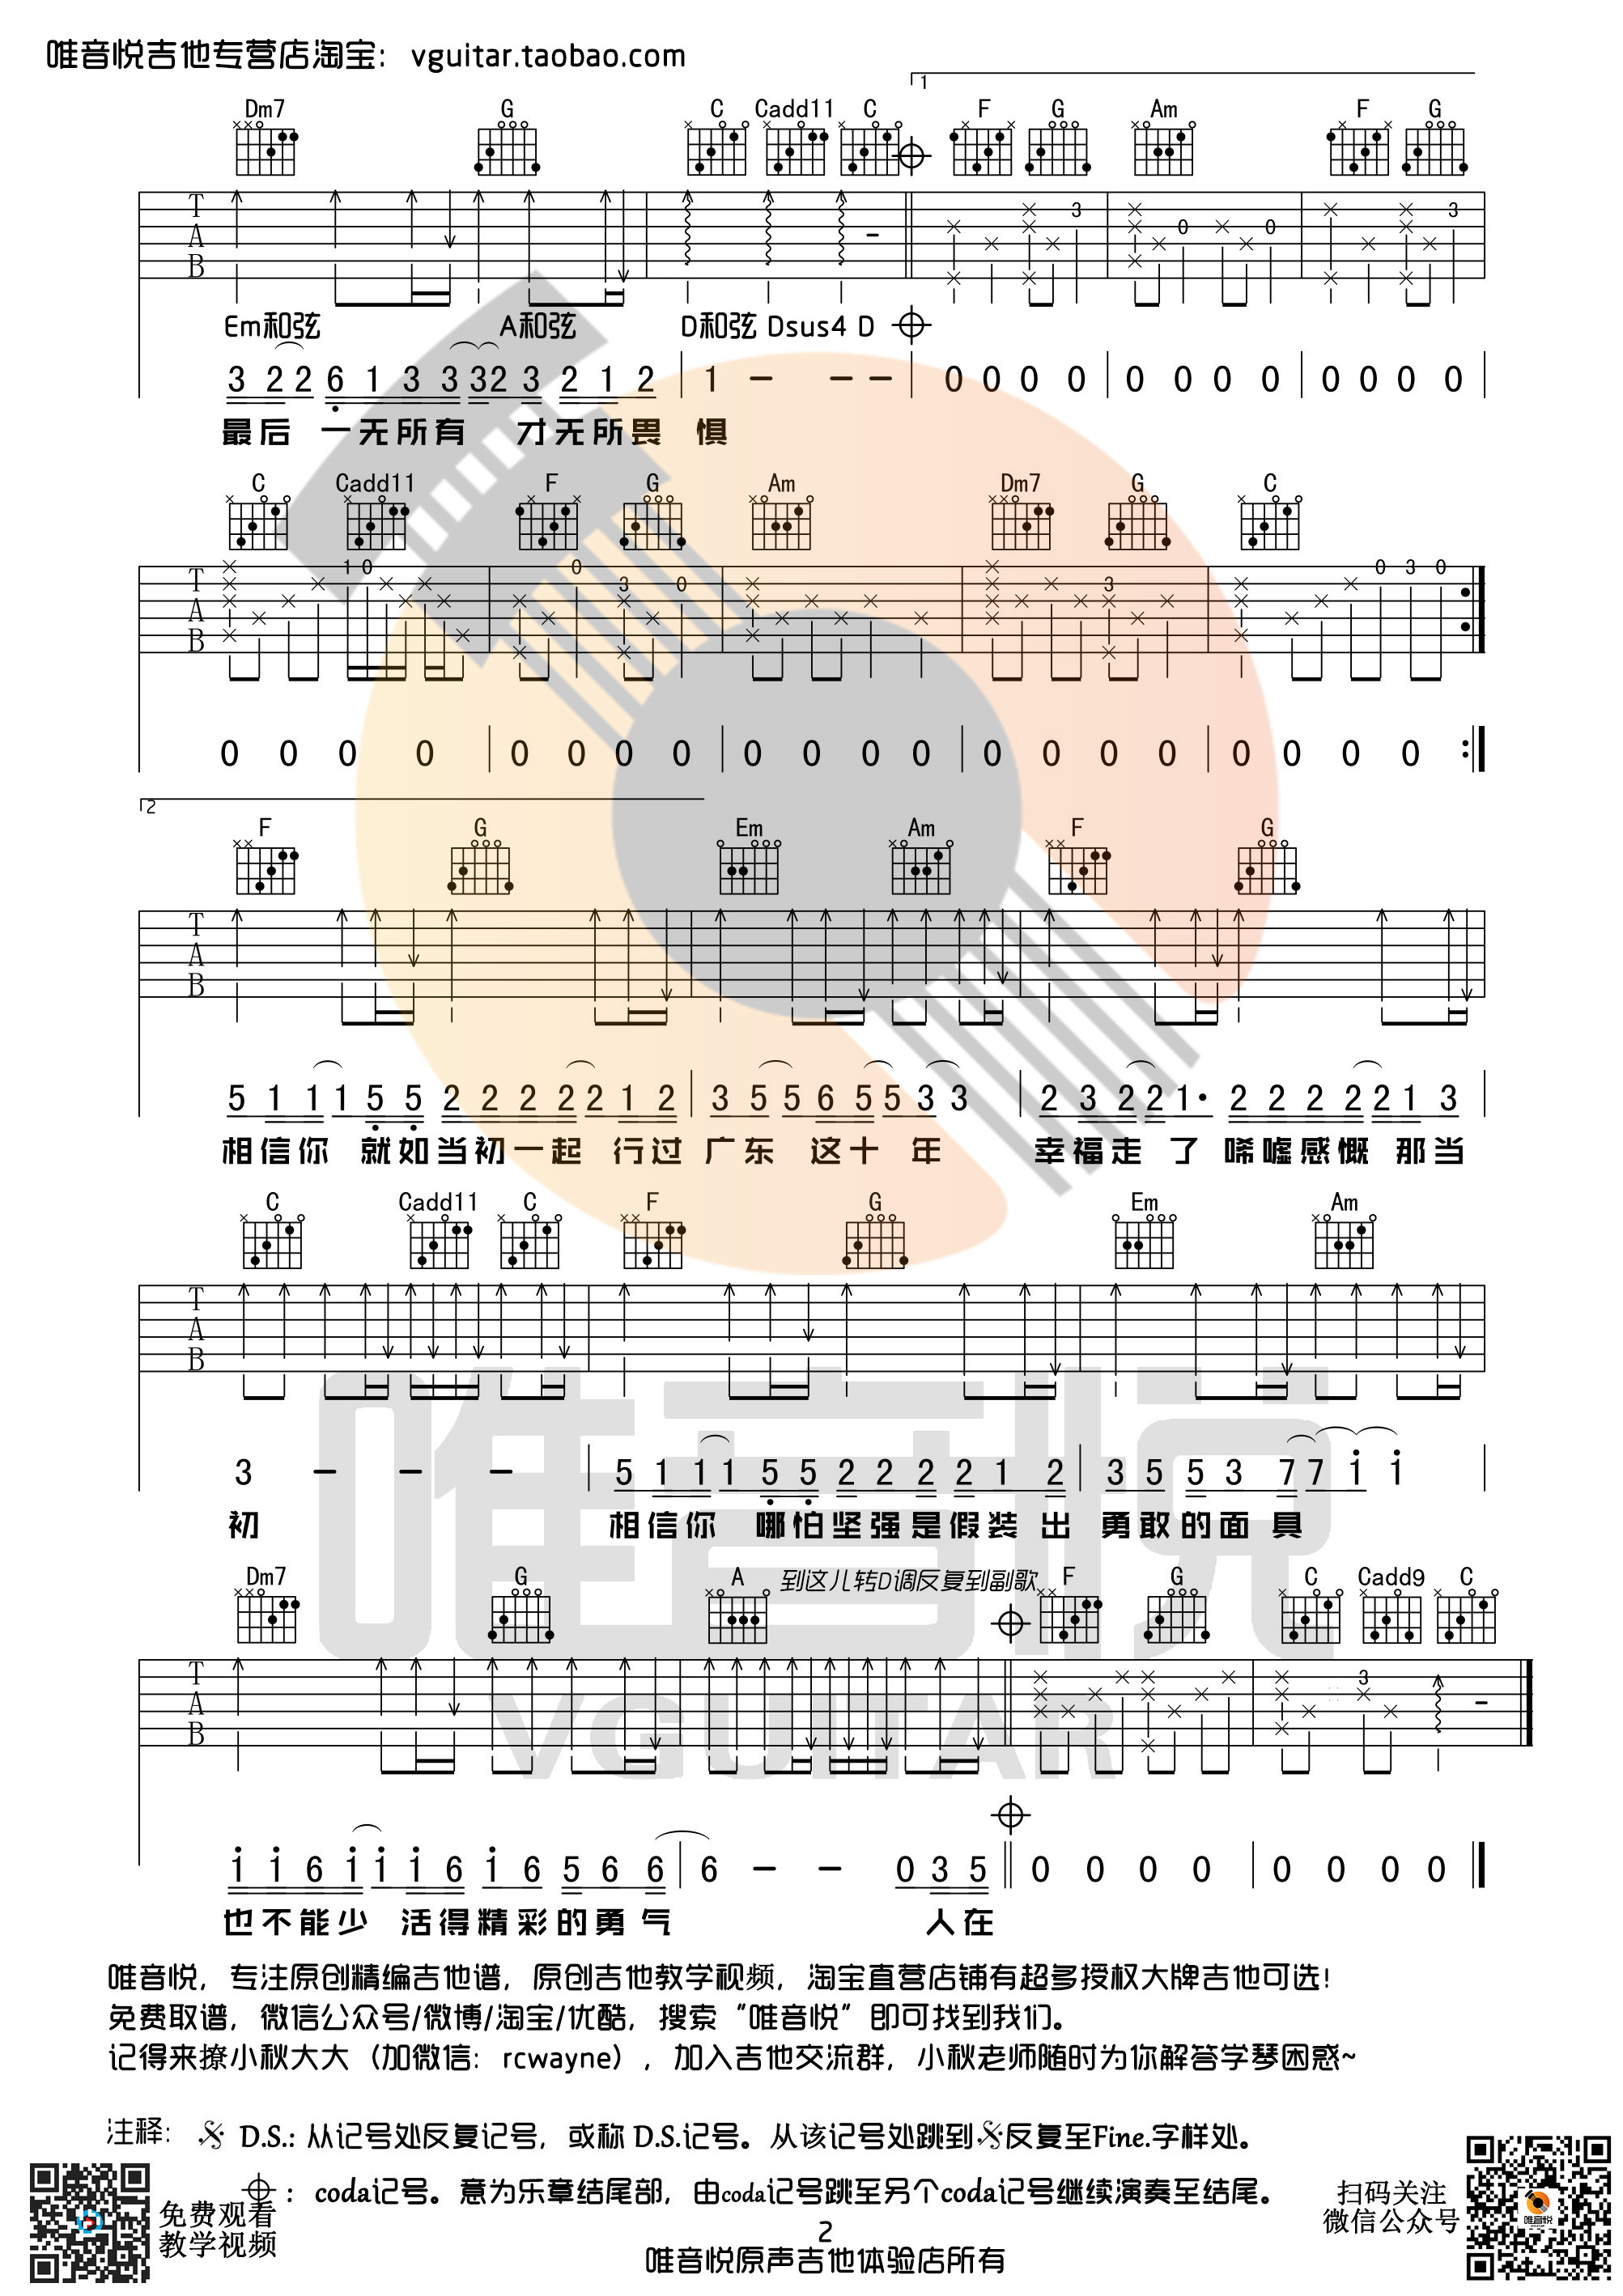 唯音悦吉他专营店淘宝：vguitar.taobao.com
1
Dm7 G C Cadd11 C F G Am F G
T A B 3 0 0 3
Em和弦 A和弦 D和弦 Dsus4 D
3 2 2 6 1 3 3 3 2 3 2 1 2 1 - - - 0 0 0 0 0 0 0 0 0 0 0 0
最后 一无所有 才无所畏 惧
C Cadd11 F G Am Dm7 G C
T A B 1 0 0 3 0 3 0 3 0
0 0 0 0 0 0 0 0 0 0 0 0 0 0 0 0 0 0 0 0
2
F G Em Am F G
T A B
5 1 1 1 5 5 2 2 2 2 2 1 2 3 5 5 6 5 5 3 3 2 3 2 2 1· 2 2 2 2 2 1 3
相信你 就如当初一起 行过 广东 这十 年 幸福走 了 唏嘘感慨 那当
C Cadd11 C F G Em Am
T A B
3 - - - 5 1 1 1 5 5 2 2 2 2 1 2 3 5 5 3 7 7 1 1
初 相信你 哪怕坚强是假装 出 勇敢的面 具
Dm7 G A 到这儿转D调反复到副歌 F G C Cadd9 C
T A B 3
1 1 6 1 1 1 6 1 6 5 6 6 6 - - 0 3 5 0 0 0 0 0 0 0 0
也不能少 活得精彩的勇 气 人在
唯音悦 VGUITAR
唯音悦，专注原创精编吉他谱，原创吉他教学视频，淘宝直营店铺有超多授权大牌吉他可选！
免费取谱，微信公众号/微博/淘宝/优酷，搜索“唯音悦”即可找到我们。
记得来撩小秋大大（加微信：rcwayne），加入吉他交流群，小秋老师随时为你解答学琴困惑~
注释： 𝄋 D.S.: 从记号处反复记号，或称 D.S.记号。从该记号处跳到𝄋反复至Fine.字样处。
𝄌 ：coda记号。意为乐章结尾部，由coda记号跳至另个coda记号继续演奏至结尾。
免费观看
教学视频
扫码关注
微信公众号
唯音悦
2
唯音悦原声吉他体验店所有